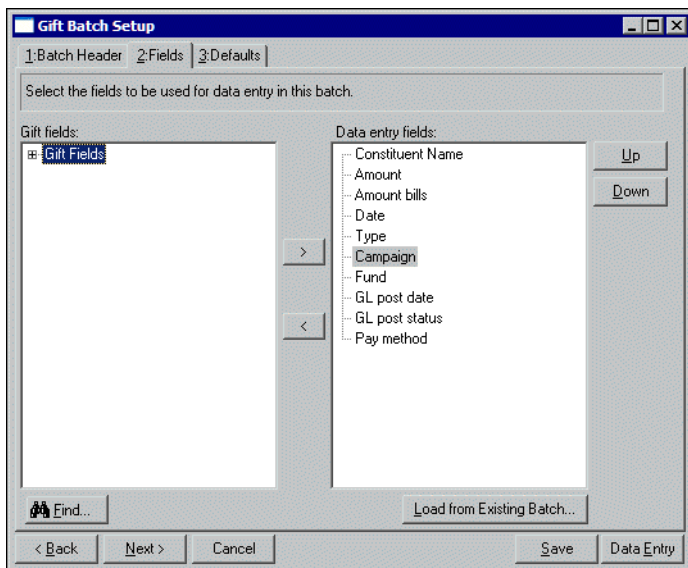 Gift Batch Setup
1:Batch Header 2:Fields 3:Defaults
Select the fields to be used for data entry in this batch.
Gift fields:
Gift Fields
Data entry fields:
Constituent Name
Amount
Amount bills
Date
Type
Campaign
Fund
GL post date
GL post status
Pay method
Up
Down
>
<
Find...
Load from Existing Batch...
< Back Next > Cancel Save Data Entry